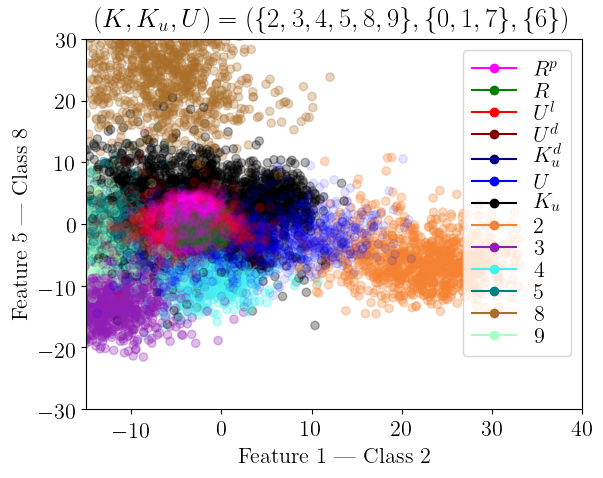 (K, K_u, U) = ({2, 3, 4, 5, 8, 9}, {0, 1, 7}, {6})
30
20
10
0
−10
−20
−30
Feature 5 — Class 8
R^p
R
U^l
U^d
K_u^d
U
K_u
2
3
4
5
8
9
−10
0
10
20
30
40
Feature 1 — Class 2